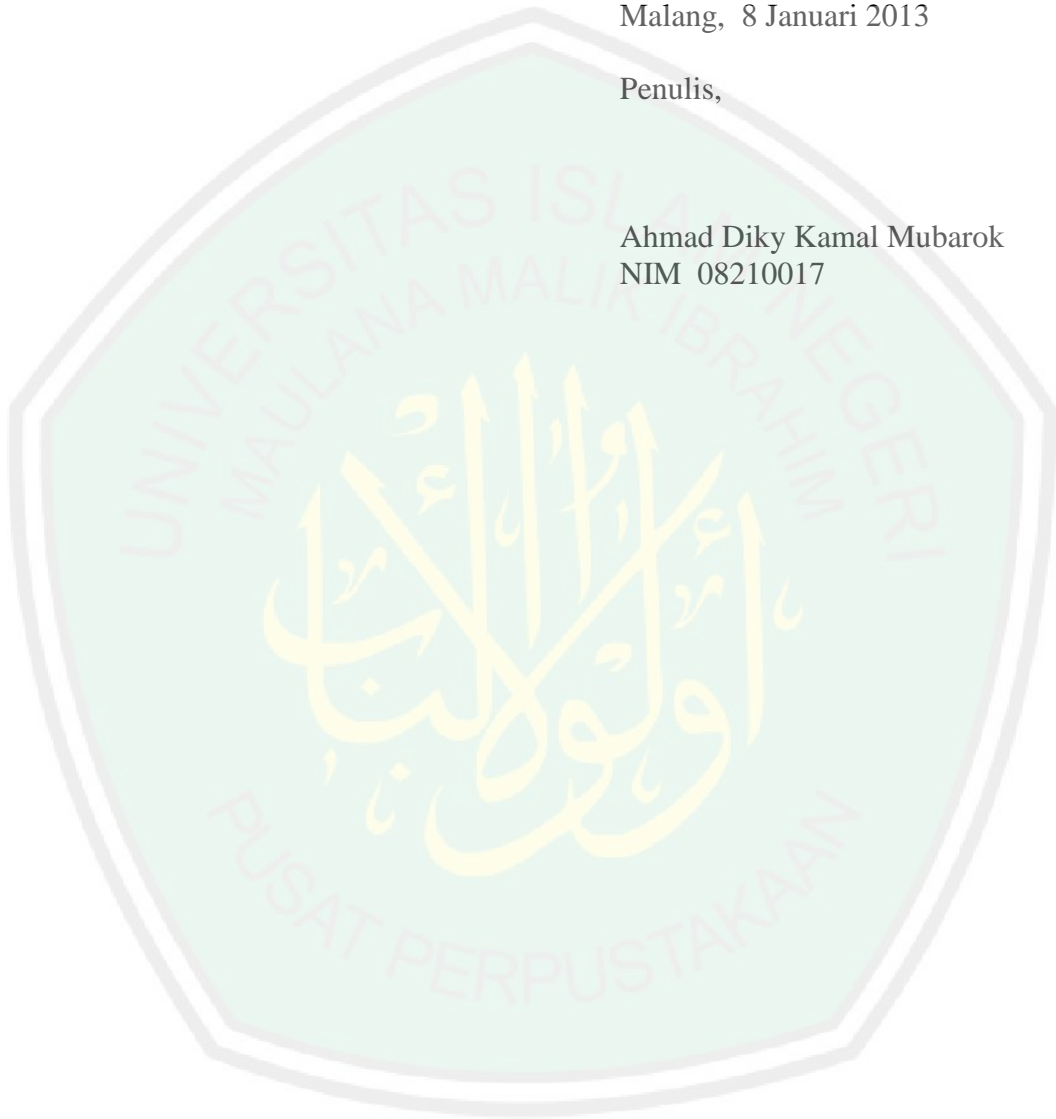 Malang, 8 Januari 2013
Penulis,
Ahmad Diky Kamal Mubarok
NIM 08210017
UNIVERSITAS ISLAM NEGERI
MAULANA MALIK IBRAHIM
أولوا الألباب
PUSAT PERPUSTAKAAN